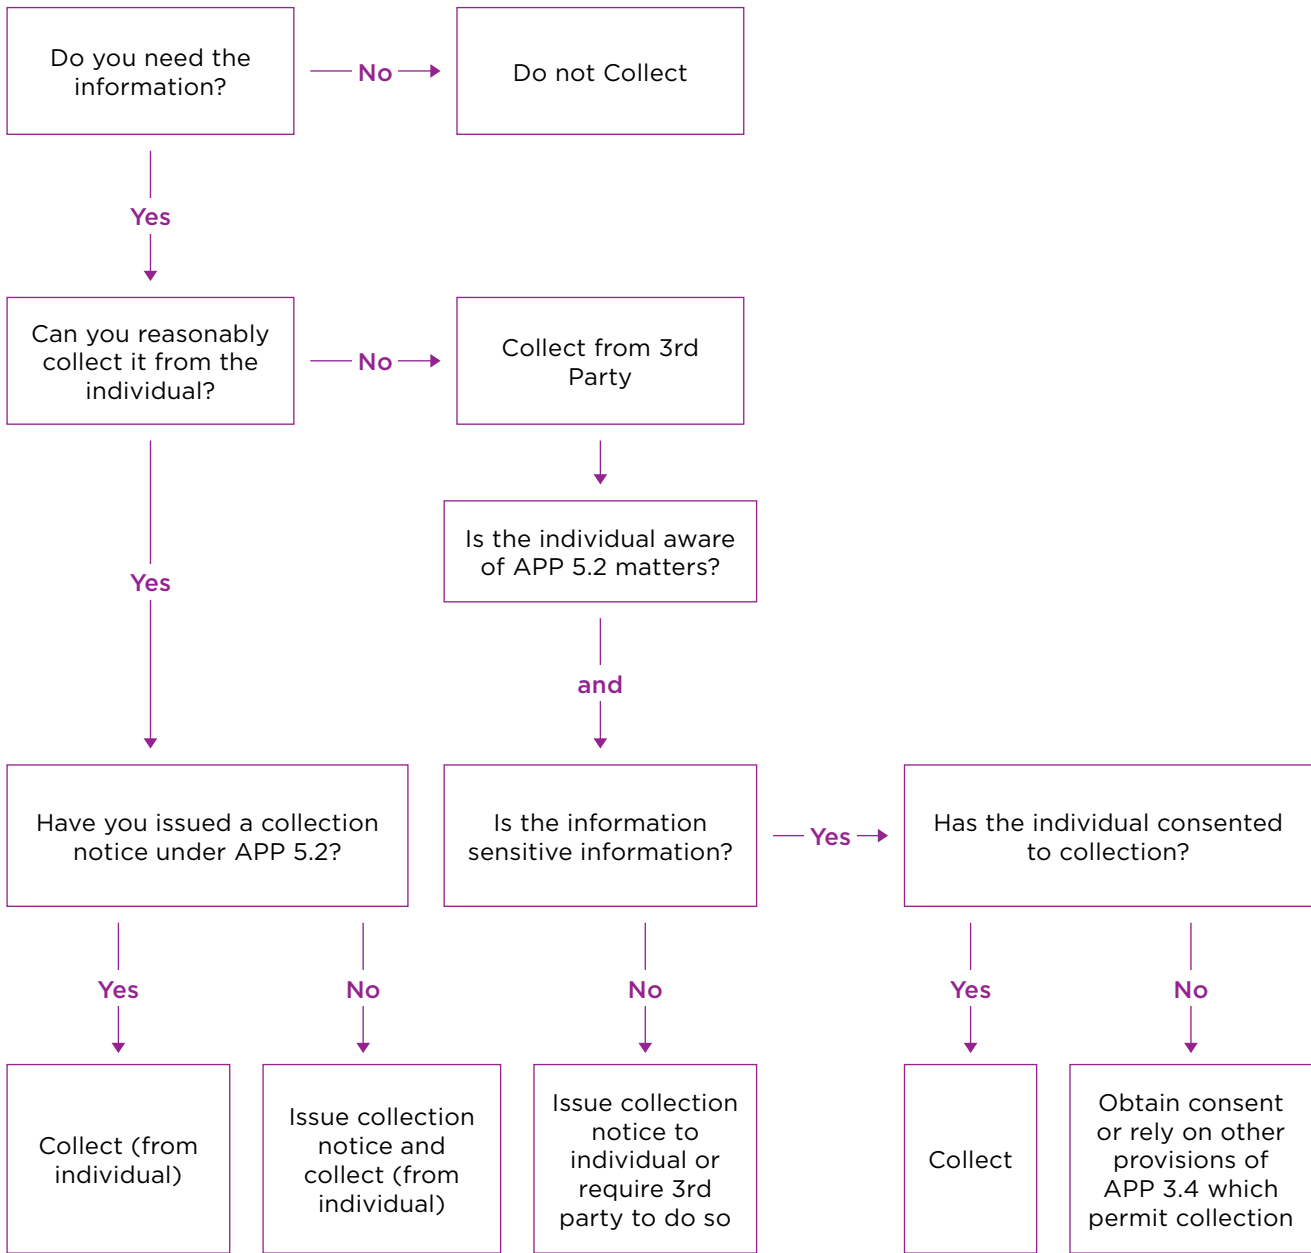 Do you need the
information?
No
Do not Collect
Yes
Can you reasonably
collect it from the
individual?
No
Collect from 3rd
Party
Is the individual aware
of APP 5.2 matters?
Yes
and
Have you issued a collection
notice under APP 5.2?
Is the information
sensitive information?
Yes
Has the individual consented
to collection?
Yes
No
No
Yes
No
Collect (from
individual)
Issue collection
notice and
collect (from
individual)
Issue collection
notice to
individual or
require 3rd
party to do so
Collect
Obtain consent
or rely on other
provisions of
APP 3.4 which
permit collection